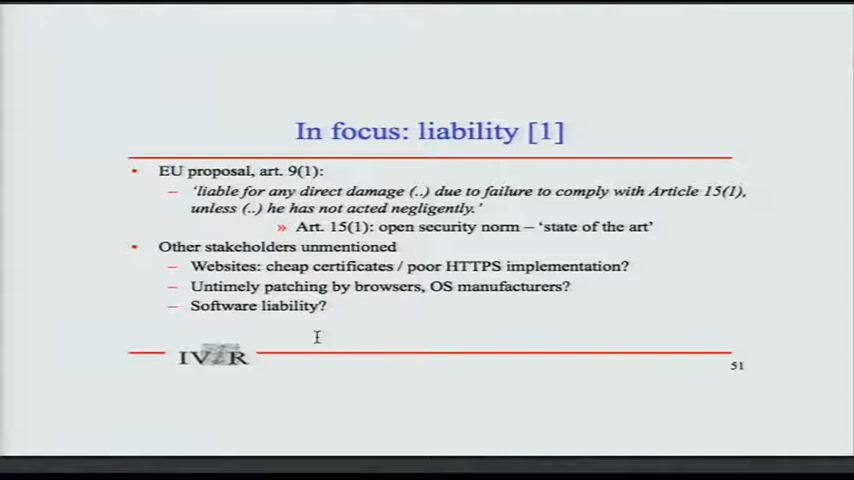 In focus: liability [1]
• EU proposal, art. 9(1):
– 'liable for any direct damage (..) due to failure to comply with Article 15(1),
unless (..) he has not acted negligently.'
» Art. 15(1): open security norm – 'state of the art'
• Other stakeholders unmentioned
– Websites: cheap certificates / poor HTTPS implementation?
– Untimely patching by browsers, OS manufacturers?
– Software liability?
IViR
51